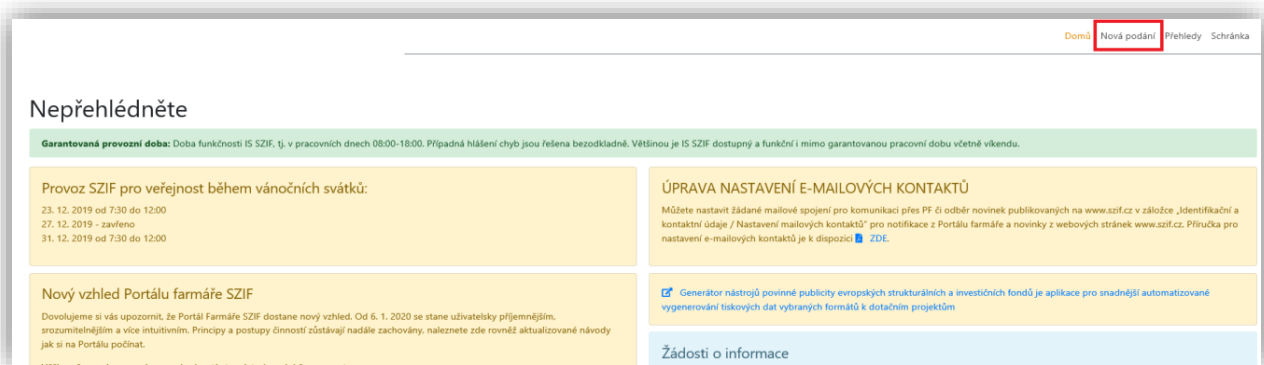 Domů Nová podání Přehledy Schránka
Nepřehlédněte
Garantovaná provozní doba: Doba funkčnosti IS SZIF, tj. v pracovních dnech 08:00-18:00. Případná hlášení chyb jsou řešena bezodkladně. Většinou je IS SZIF dostupný a funkční i mimo garantovanou pracovní dobu včetně víkendu.
Provoz SZIF pro veřejnost během vánočních svátků:
23. 12. 2019 od 7:30 do 12:00
27. 12. 2019 - zavřeno
31. 12. 2019 od 7:30 do 12:00
Nový vzhled Portálu farmáře SZIF
Dovolujeme si vás upozornit, že Portál Farmáře SZIF dostane nový vzhled. Od 6. 1. 2020 se stane uživatelsky příjemnějším,
srozumitelnějším a více intuitivním. Principy a postupy činností zůstávají nadále zachovány, naleznete zde rovněž aktualizované návody
jak si na Portálu počínat.
ÚPRAVA NASTAVENÍ E-MAILOVÝCH KONTAKTŮ
Můžete nastavit žádané mailové spojení pro komunikaci přes PF či odběr novinek publikovaných na www.szif.cz v záložce „Identifikační a
kontaktní údaje / Nastavení mailových kontaktů" pro notifikace z Portálu farmáře a novinky z webových stránek www.szif.cz. Příručka pro
nastavení e-mailových kontaktů je k dispozici ZDE.
Generátor nástrojů povinné publicity evropských strukturálních a investičních fondů je aplikace pro snadnější automatizované
vygenerování tiskových dat vybraných formátů k dotačním projektům
Žádosti o informace